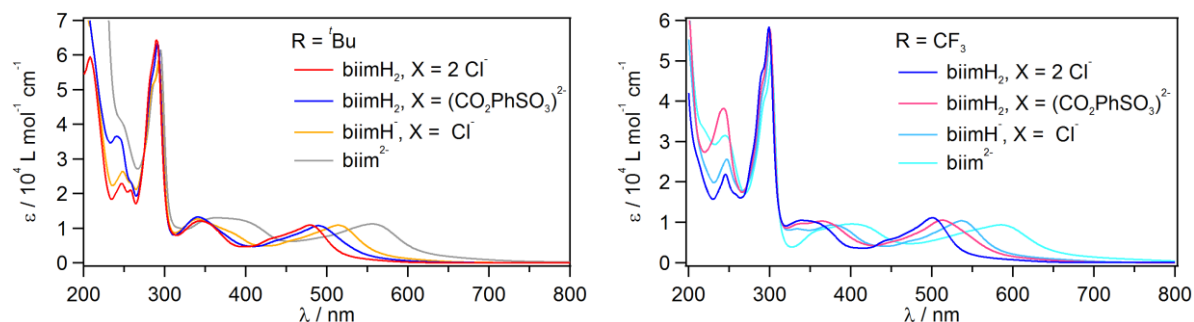 R = ᵗBu
biimH₂, X = 2 Cl⁻
biimH₂, X = (CO₂PhSO₃)²⁻
biimH⁻, X = Cl⁻
biim²⁻
ε / 10⁴ L mol⁻¹ cm⁻¹
7
6
5
4
3
2
1
0
200 300 400 500 600 700 800
λ / nm
R = CF₃
biimH₂, X = 2 Cl⁻
biimH₂, X = (CO₂PhSO₃)²⁻
biimH⁻, X = Cl⁻
biim²⁻
ε / 10⁴ L mol⁻¹ cm⁻¹
6
5
4
3
2
1
0
200 300 400 500 600 700 800
λ / nm